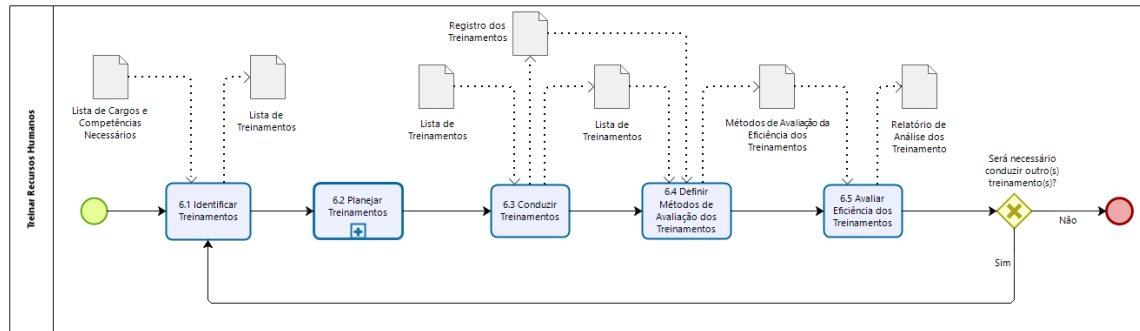 Treinar Recursos Humanos
Registro dos
Treinamentos
Lista de Cargos e
Competências
Necessários
Lista de
Treinamentos
Lista de
Treinamentos
Lista de
Treinamentos
Métodos de Avaliação da
Eficiência dos
Treinamentos
Relatório de
Análise dos
Treinamento
Será necessário
conduzir outro(s)
treinamento(s)?
6.1 Identificar
Treinamentos
6.2 Planejar
Treinamentos
6.3 Conduzir
Treinamentos
6.4 Definir
Métodos de
Avaliação dos
Treinamentos
6.5 Avaliar
Eficiência dos
Treinamentos
Não
Sim